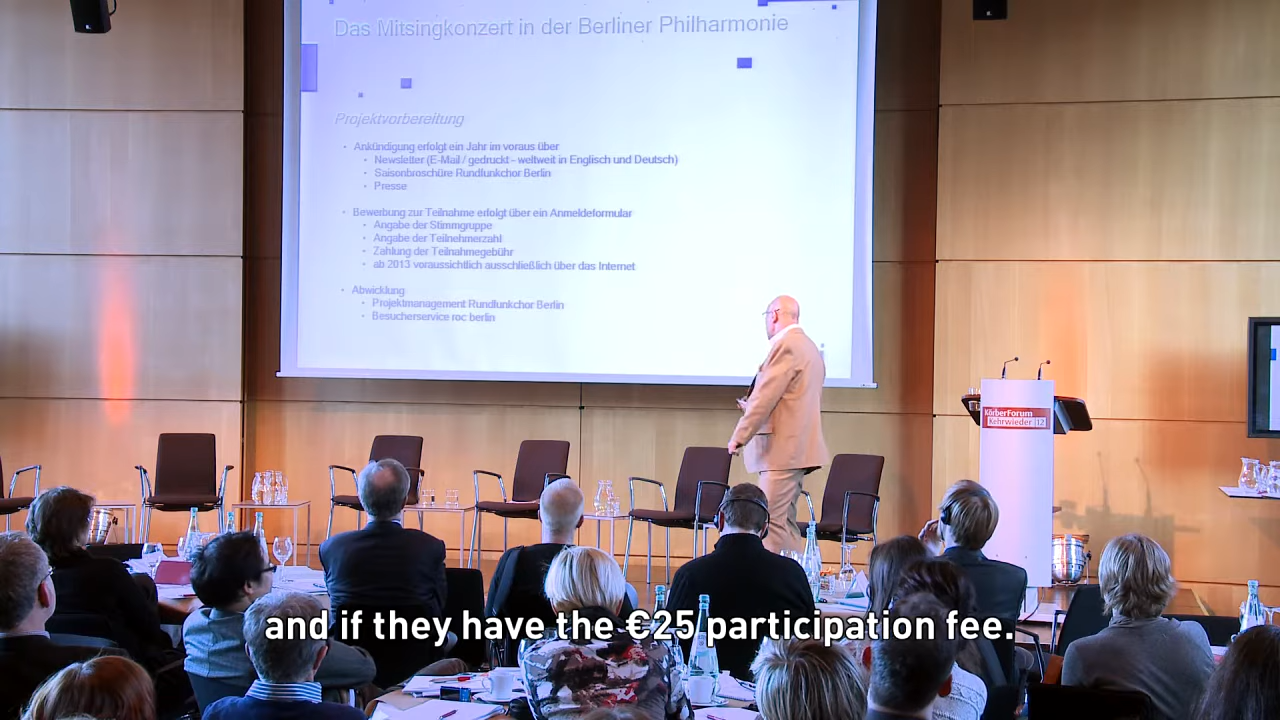 Das Mitsingkonzert in der Berliner Philharmonie
Projektvorbereitung
• Ankündigung erfolgt ein Jahr im voraus über
• Newsletter (E-Mail / gedruckt - weltweit in Englisch und Deutsch)
• Saisonbroschüre Rundfunkchor Berlin
• Presse
• Bewerbung zur Teilnahme erfolgt über ein Anmeldeformular
• Angabe der Stimmgruppe
• Angabe der Teilnehmerzahl
• Zahlung der Teilnahmegebühr
• ab 2013 voraussichtlich ausschließlich über das Internet
• Abwicklung
• Projektmanagement Rundfunkchor Berlin
• Besucherservice roc berlin
KörberForum
Kehrwieder |12
and if they have the €25 participation fee.